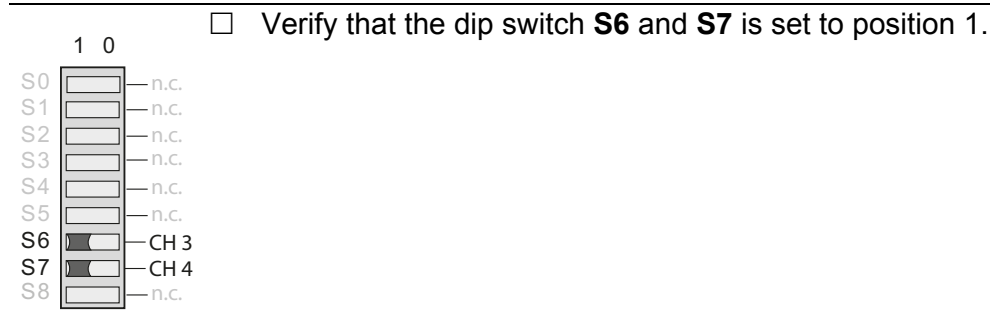 ☐ Verify that the dip switch S6 and S7 is set to position 1.
1 0
S0 n.c.
S1 n.c.
S2 n.c.
S3 n.c.
S4 n.c.
S5 n.c.
S6 CH 3
S7 CH 4
S8 n.c.